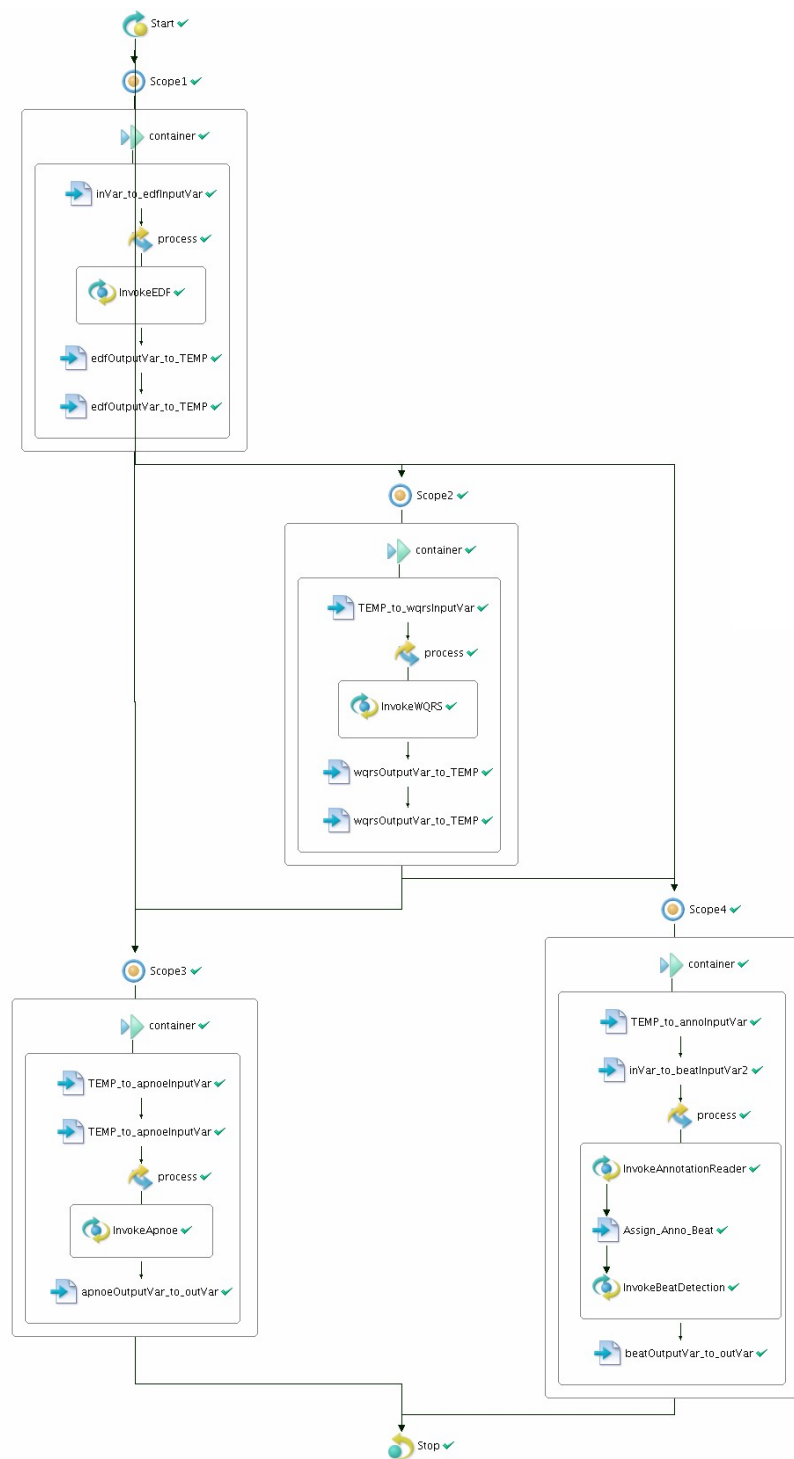 Start
Scope1
container
inVar_to_edfInputVar
process
InvokeEDF
edfOutputVar_to_TEMP
edfOutputVar_to_TEMP
Scope2
container
TEMP_to_wqrsInputVar
process
InvokeWQRS
wqrsOutputVar_to_TEMP
wqrsOutputVar_to_TEMP
Scope3
container
TEMP_to_apnoeInputVar
TEMP_to_apnoeInputVar
process
InvokeApnoe
apnoeOutputVar_to_outVar
Scope4
container
TEMP_to_annoInputVar
inVar_to_beatInputVar2
process
InvokeAnnotationReader
Assign_Anno_Beat
InvokeBeatDetection
beatOutputVar_to_outVar
Stop